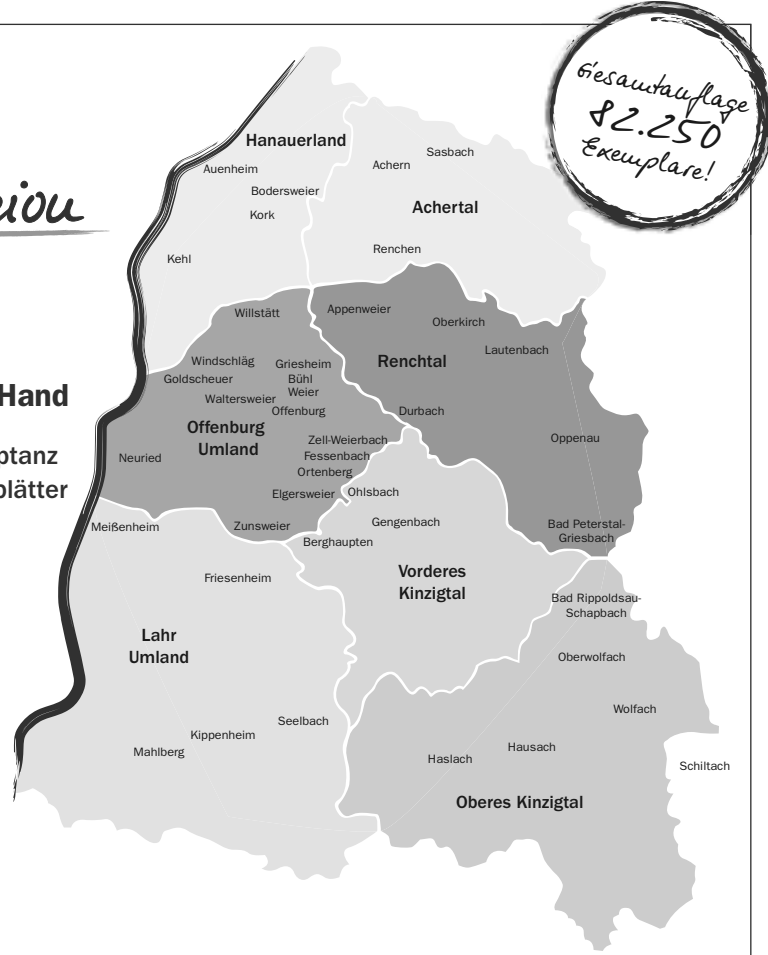 Gesamtauflage
82.250
Exemplare!
Hand
Hanauerland
Auenheim
Bodersweier
Kork
Kehl
Sasbach
Achern
Achertal
Renchen
Willstätt
Windschläg
Goldscheuer
Griesheim
Bühl
Weier
Waltersweier
Offenburg
Offenburg
Umland
Zell-Weierbach
Fessenbach
Ortenberg
Neuried
Elgersweier
Zunsweier
Appenweier
Oberkirch
Lautenbach
Renchtal
Durbach
Oppenau
Bad Peterstal-
Griesbach
Ohlsbach
Gengenbach
Berghaupten
Vorderes
Kinzigtal
Meißenheim
Friesenheim
Lahr
Umland
Seelbach
Kippenheim
Mahlberg
Bad Rippoldsau-
Schapbach
Oberwolfach
Wolfach
Hausach
Haslach
Schiltach
Oberes Kinzigtal